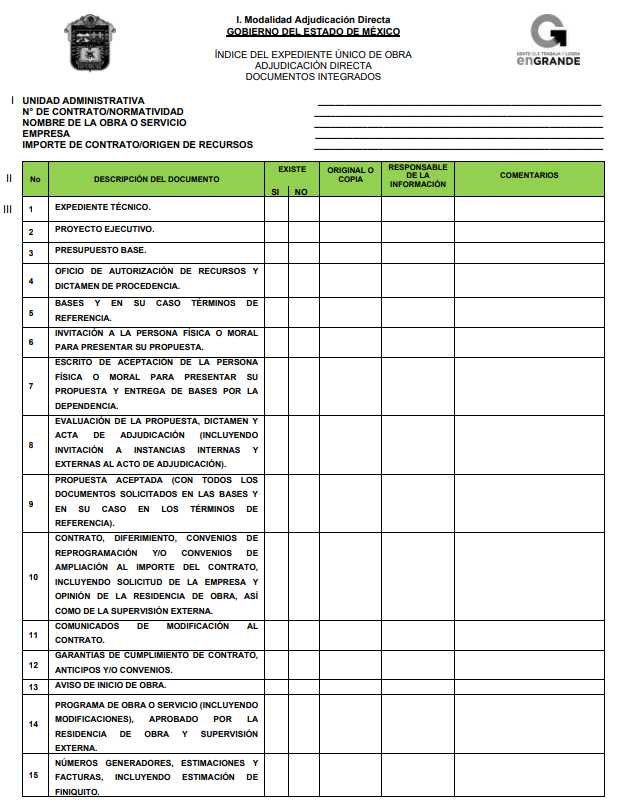 I. Modalidad Adjudicación Directa
GOBIERNO DEL ESTADO DE MÉXICO
ÍNDICE DEL EXPEDIENTE ÚNICO DE OBRA
ADJUDICACIÓN DIRECTA
DOCUMENTOS INTEGRADOS
G
GENTE QUE TRABAJA Y LOGRA
enGRANDE
I UNIDAD ADMINISTRATIVA
N° DE CONTRATO/NORMATIVIDAD
NOMBRE DE LA OBRA O SERVICIO
EMPRESA
IMPORTE DE CONTRATO/ORIGEN DE RECURSOS
II No DESCRIPCIÓN DEL DOCUMENTO EXISTE SI NO ORIGINAL O COPIA RESPONSABLE DE LA INFORMACIÓN COMENTARIOS
III 1 EXPEDIENTE TÉCNICO.
2 PROYECTO EJECUTIVO.
3 PRESUPUESTO BASE.
4 OFICIO DE AUTORIZACIÓN DE RECURSOS Y
DICTAMEN DE PROCEDENCIA.
5 BASES Y EN SU CASO TÉRMINOS DE
REFERENCIA.
6 INVITACIÓN A LA PERSONA FÍSICA O MORAL
PARA PRESENTAR SU PROPUESTA.
7 ESCRITO DE ACEPTACIÓN DE LA PERSONA
FÍSICA O MORAL PARA PRESENTAR SU
PROPUESTA Y ENTREGA DE BASES POR LA
DEPENDENCIA.
8 EVALUACIÓN DE LA PROPUESTA, DICTAMEN Y
ACTA DE ADJUDICACIÓN (INCLUYENDO
INVITACIÓN A INSTANCIAS INTERNAS Y
EXTERNAS AL ACTO DE ADJUDICACIÓN).
9 PROPUESTA ACEPTADA (CON TODOS LOS
DOCUMENTOS SOLICITADOS EN LAS BASES Y
EN SU CASO EN LOS TÉRMINOS DE
REFERENCIA).
10 CONTRATO, DIFERIMIENTO, CONVENIOS DE
REPROGRAMACIÓN Y/O CONVENIOS DE
AMPLIACIÓN AL IMPORTE DEL CONTRATO,
INCLUYENDO SOLICITUD DE LA EMPRESA Y
OPINIÓN DE LA RESIDENCIA DE OBRA, ASÍ
COMO DE LA SUPERVISIÓN EXTERNA.
11 COMUNICADOS DE MODIFICACIÓN AL
CONTRATO.
12 GARANTÍAS DE CUMPLIMIENTO DE CONTRATO,
ANTICIPOS Y/O CONVENIOS.
13 AVISO DE INICIO DE OBRA.
14 PROGRAMA DE OBRA O SERVICIO (INCLUYENDO
MODIFICACIONES), APROBADO POR LA
RESIDENCIA DE OBRA Y SUPERVISIÓN
EXTERNA.
15 NÚMEROS GENERADORES, ESTIMACIONES Y
FACTURAS, INCLUYENDO ESTIMACIÓN DE
FINIQUITO.